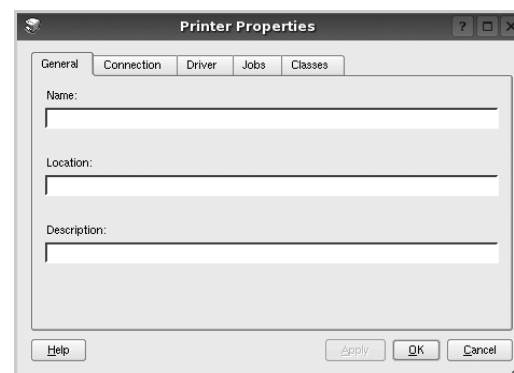 Printer Properties ?
General Connection Driver Jobs Classes
Name:
Location:
Description:
Help Apply OK Cancel